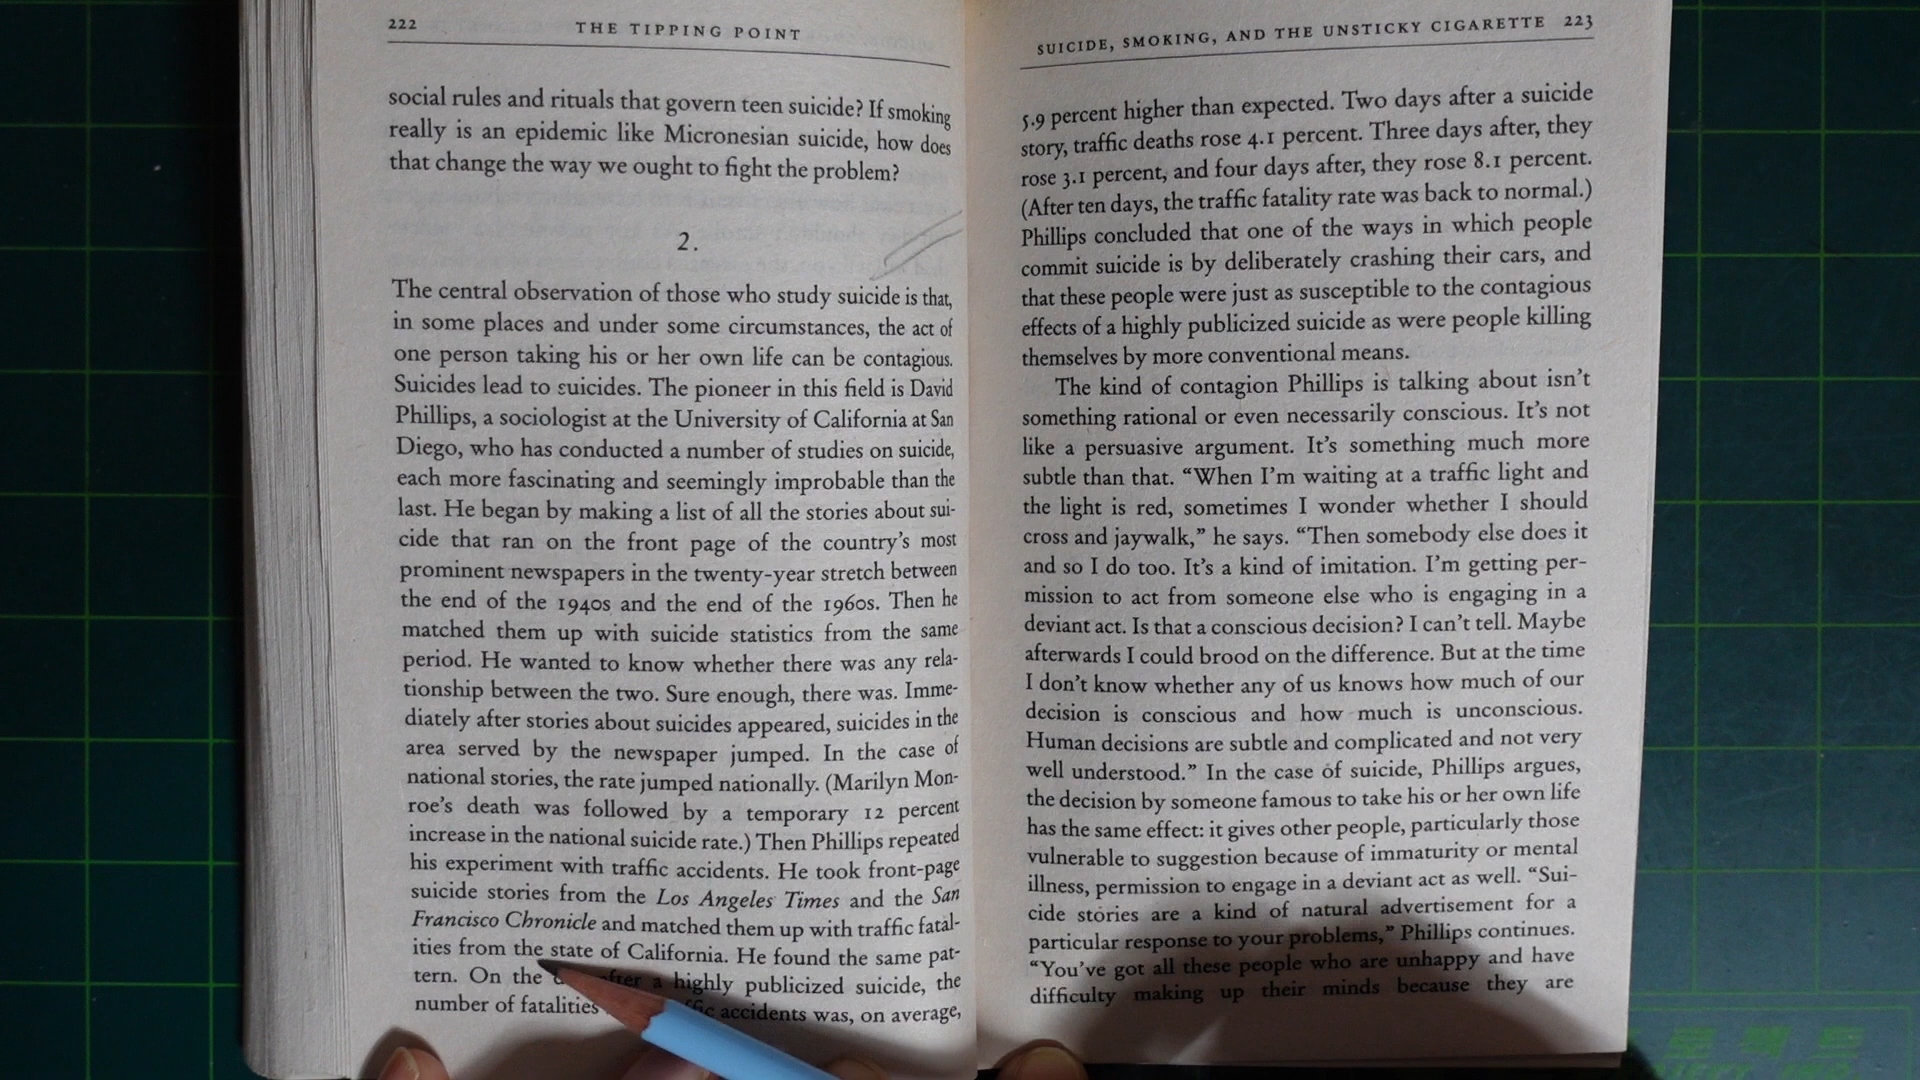 222
THE TIPPING POINT
social rules and rituals that govern teen suicide? If smoking
really is an epidemic like Micronesian suicide, how does
that change the way we ought to fight the problem?
2.
The central observation of those who study suicide is that,
in some places and under some circumstances, the act of
one person taking his or her own life can be contagious.
Suicides lead to suicides. The pioneer in this field is David
Phillips, a sociologist at the University of California at San
Diego, who has conducted a number of studies on suicide,
each more fascinating and seemingly improbable than the
last. He began by making a list of all the stories about sui-
cide that ran on the front page of the country's most
prominent newspapers in the twenty-year stretch between
the end of the 1940s and the end of the 1960s. Then he
matched them up with suicide statistics from the same
period. He wanted to know whether there was any rela-
tionship between the two. Sure enough, there was. Imme-
diately after stories about suicides appeared, suicides in the
area served by the newspaper jumped. In the case of
national stories, the rate jumped nationally. (Marilyn Mon-
roe's death was followed by a temporary 12 percent
increase in the national suicide rate.) Then Phillips repeated
his experiment with traffic accidents. He took front-page
suicide stories from the Los Angeles Times and the San
Francisco Chronicle and matched them up with traffic fatal-
ities from the state of California. He found the same pat-
tern. On the after a highly publicized suicide, the
number of fatalities accidents was, on average,
SUICIDE, SMOKING, AND THE UNSTICKY CIGARETTE 223
5.9 percent higher than expected. Two days after a suicide
story, traffic deaths rose 4.1 percent. Three days after, they
rose 3.1 percent, and four days after, they rose 8.1 percent.
(After ten days, the traffic fatality rate was back to normal.)
Phillips concluded that one of the ways in which people
commit suicide is by deliberately crashing their cars, and
that these people were just as susceptible to the contagious
effects of a highly publicized suicide as were people killing
themselves by more conventional means.
The kind of contagion Phillips is talking about isn't
something rational or even necessarily conscious. It's not
like a persuasive argument. It's something much more
subtle than that. “When I'm waiting at a traffic light and
the light is red, sometimes I wonder whether I should
cross and jaywalk,” he says. “Then somebody else does it
and so I do too. It's a kind of imitation. I'm getting per-
mission to act from someone else who is engaging in a
deviant act. Is that a conscious decision? I can't tell. Maybe
afterwards I could brood on the difference. But at the time
I don't know whether any of us knows how much of our
decision is conscious and how much is unconscious.
Human decisions are subtle and complicated and not very
well understood.” In the case of suicide, Phillips argues,
the decision by someone famous to take his or her own life
has the same effect: it gives other people, particularly those
vulnerable to suggestion because of immaturity or mental
illness, permission to engage in a deviant act as well. “Sui-
cide stories are a kind of natural advertisement for a
particular response to your problems,” Phillips continues.
“You've got all these people who are unhappy and have
difficulty making up their minds because they are